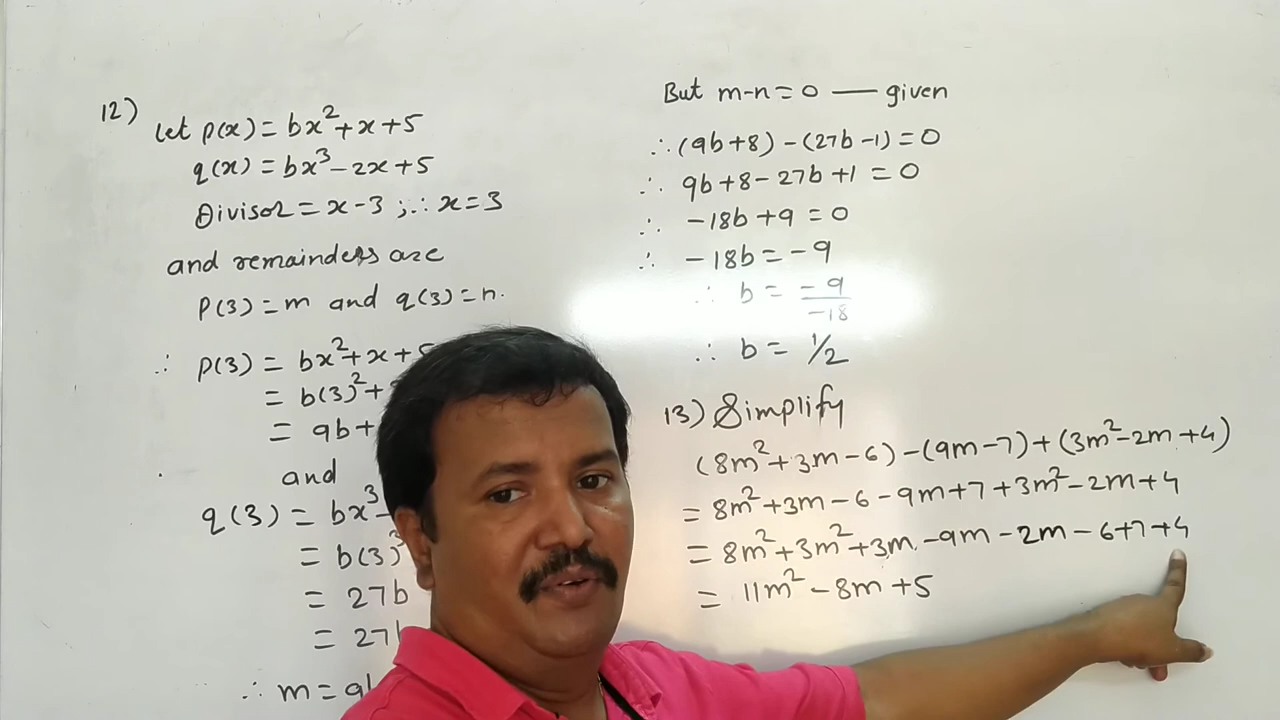 12) Let p(x) = bx²+x+5
q(x) = bx³-2x+5
Divisor = x-3 ; ∴ x=3
and remainders are
P(3) = m and q(3) = n.
∴ p(3) = bx²+x+5
= b(3)²+
= 9b+
and
q(3) = bx³-
= b(3)³
= 27b
= 27
∴ m = 9b
But m-n=0 — given
∴ (9b+8) - (27b-1) = 0
∴ 9b+8-27b+1 = 0
∴ -18b+9 = 0
∴ -18b = -9
∴ b = -9/-18
∴ b = 1/2
13) Simplify
(8m²+3m-6) - (9m-7) + (3m²-2m+4)
= 8m²+3m-6-9m+7+3m²-2m+4
= 8m²+3m²+3m-9m-2m-6+7+4
= 11m²-8m+5